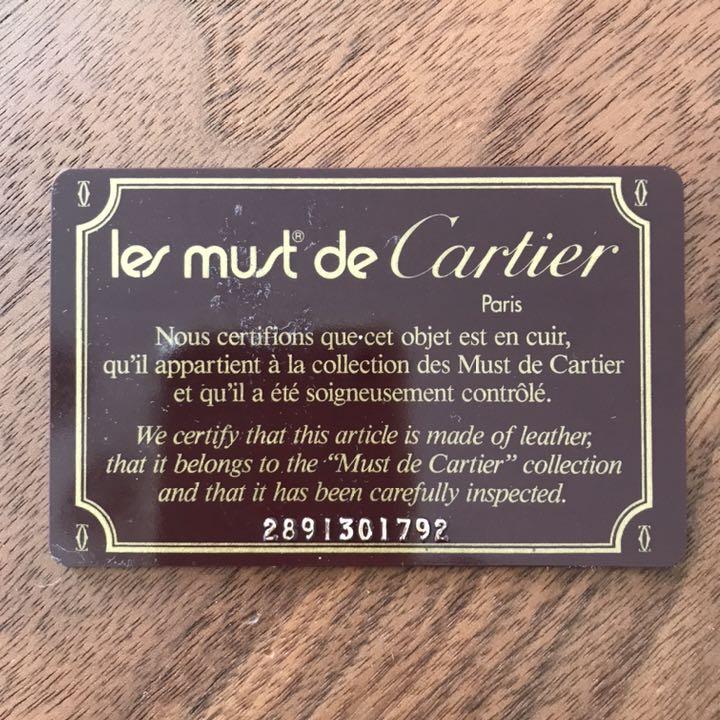 les must® de Cartier
Paris
Nous certifions que cet objet est en cuir,
qu'il appartient à la collection des Must de Cartier
et qu'il a été soigneusement contrôlé.
We certify that this article is made of leather,
that it belongs to the "Must de Cartier" collection
and that it has been carefully inspected.
2891301792